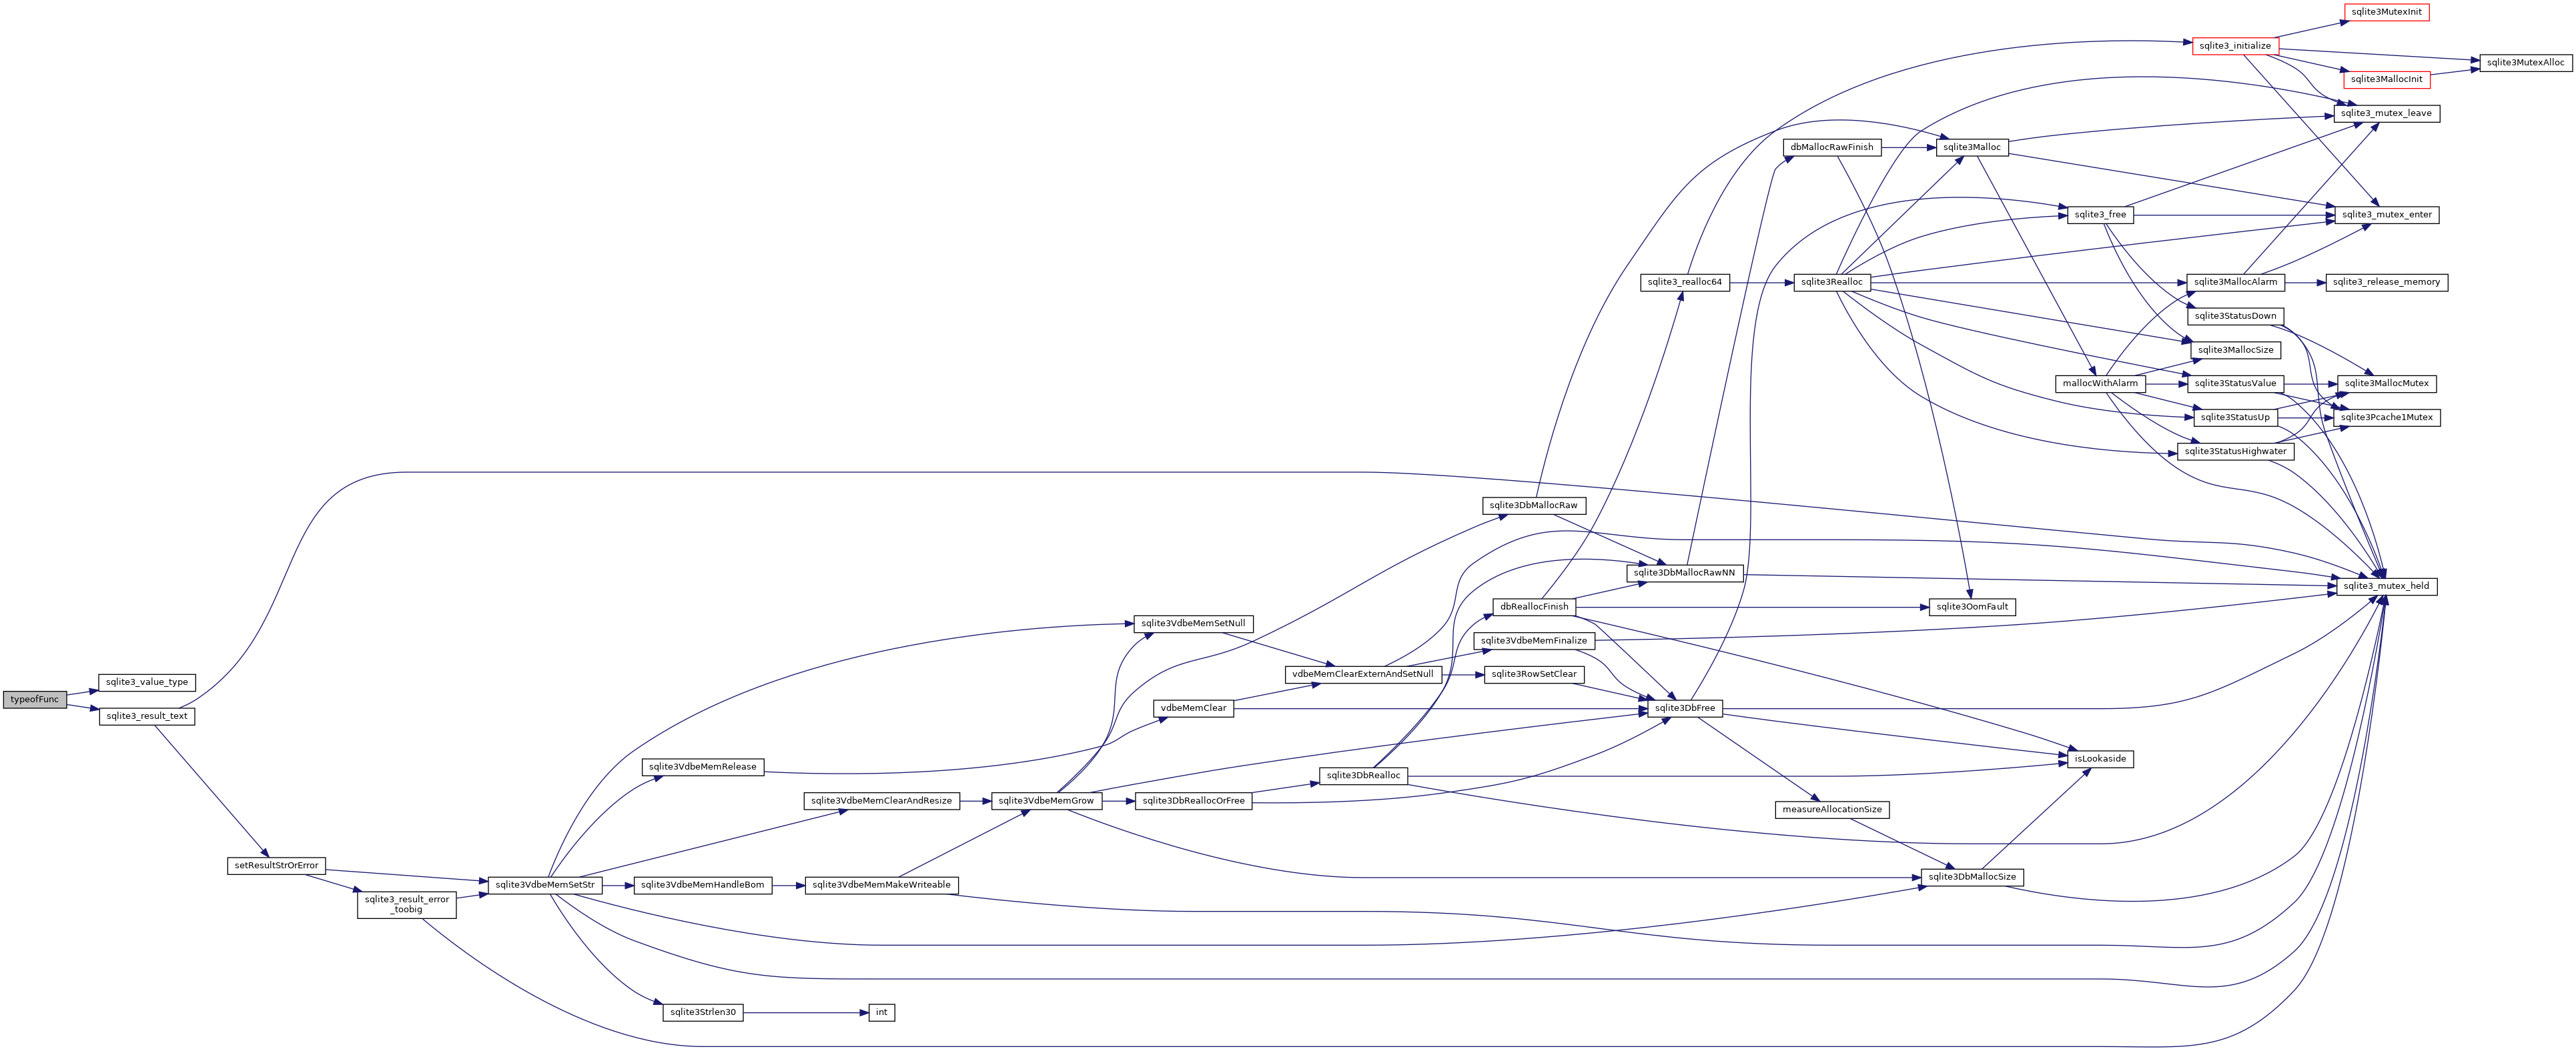 sqlite3MutexInit
sqlite3_initialize
sqlite3MutexAlloc
sqlite3MallocInit
sqlite3_mutex_leave
dbMallocRawFinish
sqlite3Malloc
sqlite3_free
sqlite3_mutex_enter
sqlite3_realloc64
sqlite3Realloc
sqlite3MallocAlarm
sqlite3_release_memory
sqlite3StatusDown
sqlite3MallocSize
mallocWithAlarm
sqlite3StatusValue
sqlite3MallocMutex
sqlite3StatusUp
sqlite3Pcache1Mutex
sqlite3StatusHighwater
sqlite3DbMallocRaw
sqlite3DbMallocRawNN
sqlite3_mutex_held
dbReallocFinish
sqlite3OomFault
sqlite3VdbeMemSetNull
sqlite3VdbeMemFinalize
vdbeMemClearExternAndSetNull
sqlite3RowSetClear
sqlite3_value_type
typeofFunc
sqlite3_result_text
vdbeMemClear
sqlite3DbFree
isLookaside
sqlite3VdbeMemRelease
sqlite3DbRealloc
sqlite3VdbeMemClearAndResize
sqlite3VdbeMemGrow
sqlite3DbReallocOrFree
measureAllocationSize
setResultStrOrError
sqlite3VdbeMemSetStr
sqlite3VdbeMemHandleBom
sqlite3VdbeMemMakeWriteable
sqlite3DbMallocSize
sqlite3_result_error
_toobig
sqlite3Strlen30
int